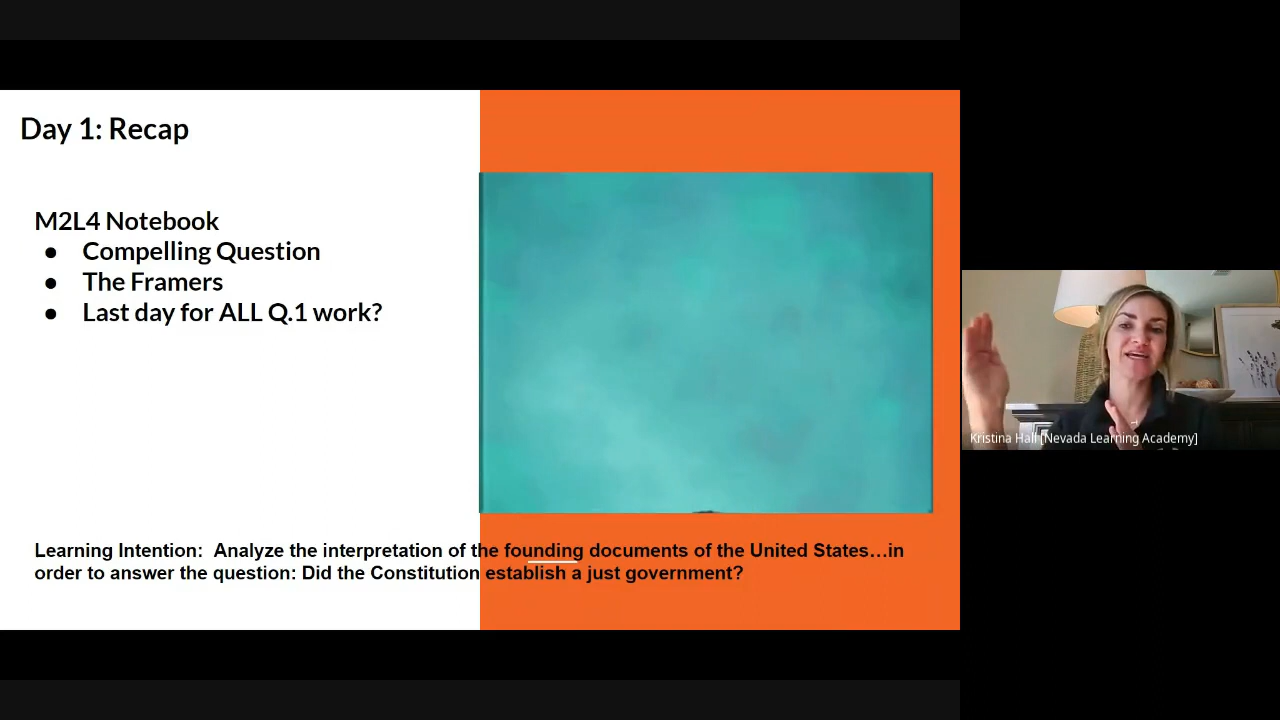 Day 1: Recap
M2L4 Notebook
● Compelling Question
● The Framers
● Last day for ALL Q.1 work?
Learning Intention:  Analyze the interpretation of the founding documents of the United States…in
order to answer the question: Did the Constitution establish a just government?
Kristina Hall [Nevada Learning Academy]